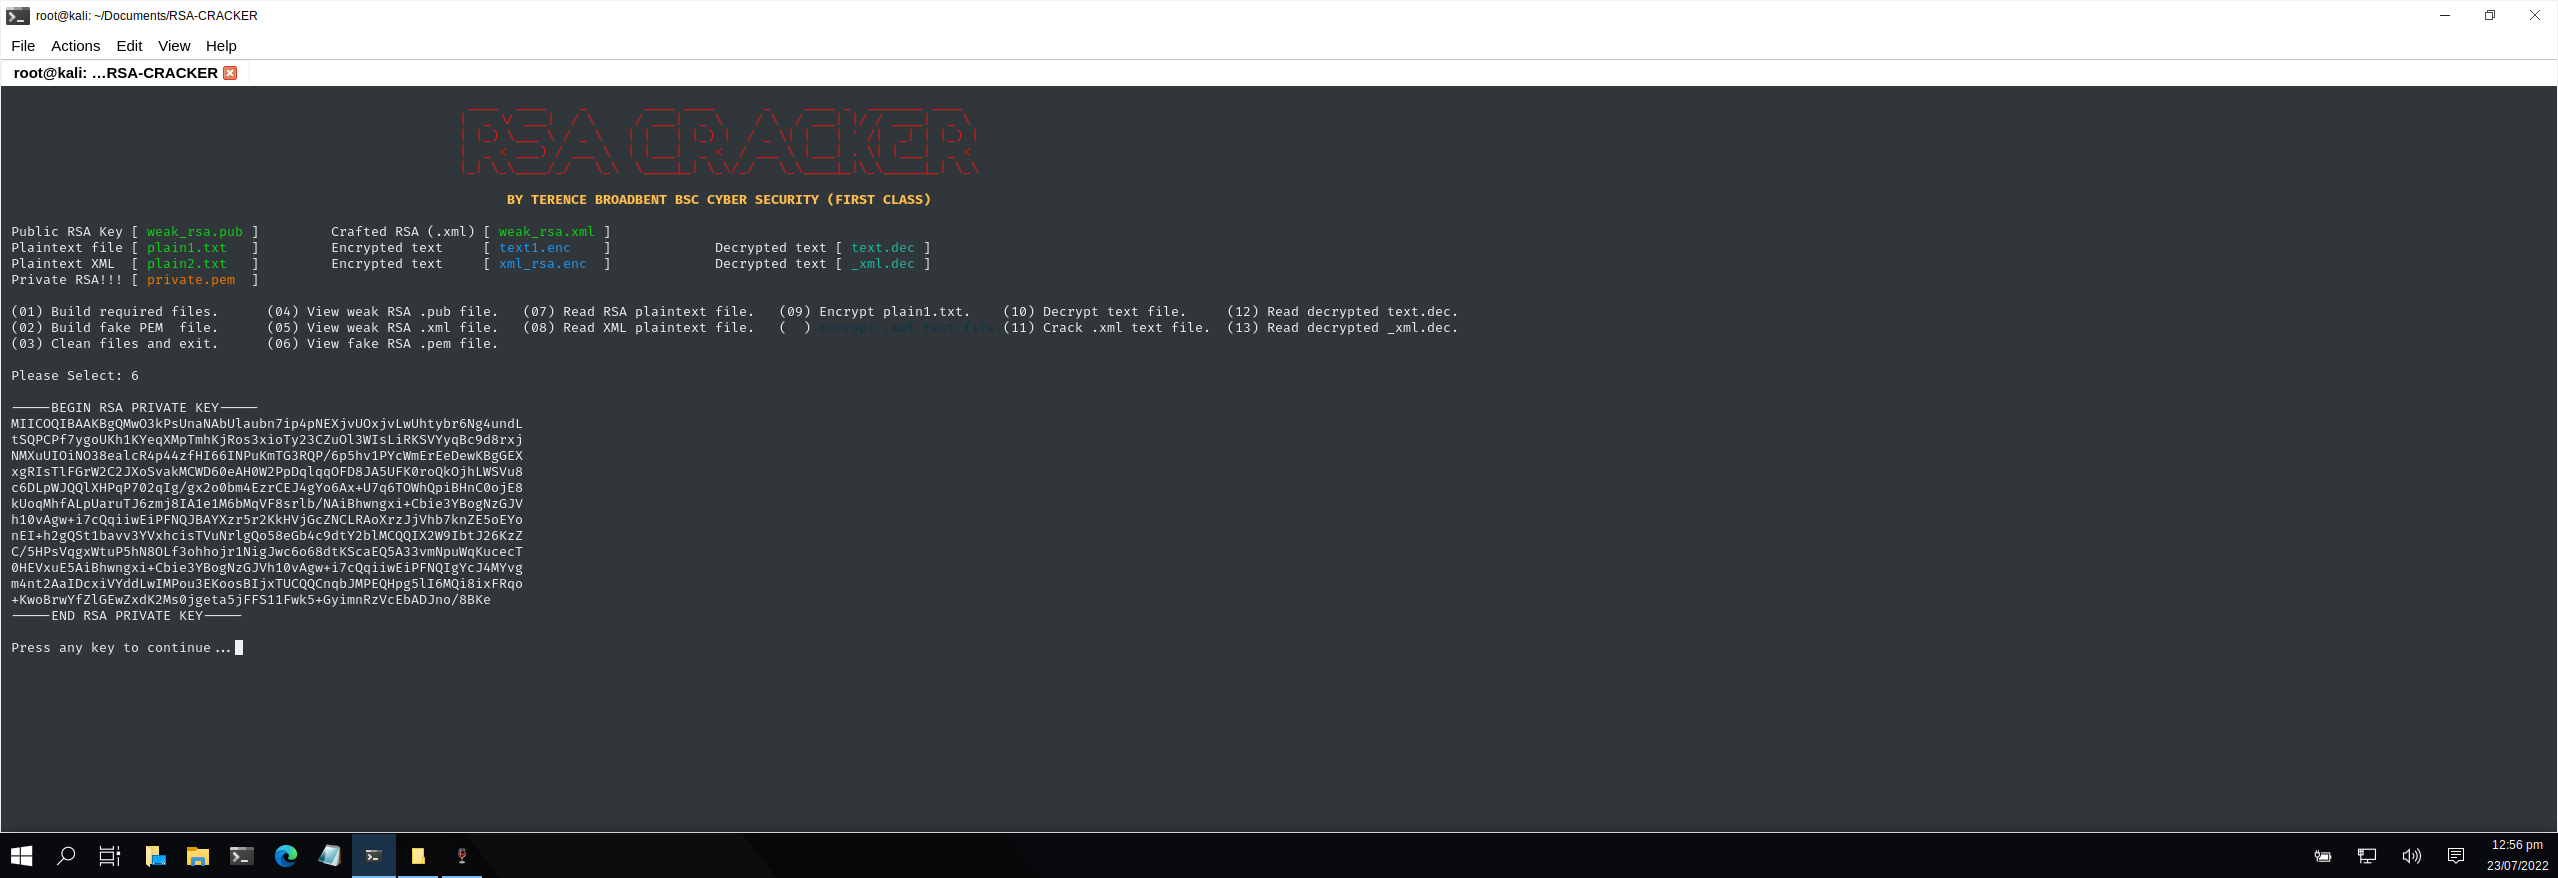 root@kali: ~/Documents/RSA-CRACKER
File Actions Edit View Help
root@kali: …RSA-CRACKER
RSA CRACKER
BY TERENCE BROADBENT BSC CYBER SECURITY (FIRST CLASS)
Public RSA Key [ weak_rsa.pub ] Crafted RSA (.xml) [ weak_rsa.xml ]
Plaintext file [ plain1.txt ] Encrypted text [ text1.enc ] Decrypted text [ text.dec ]
Plaintext XML [ plain2.txt ] Encrypted text [ xml_rsa.enc ] Decrypted text [ _xml.dec ]
Private RSA!!! [ private.pem ]
(01) Build required files. (04) View weak RSA .pub file. (07) Read RSA plaintext file. (09) Encrypt plain1.txt. (10) Decrypt text file. (12) Read decrypted text.dec.
(02) Build fake PEM file. (05) View weak RSA .xml file. (08) Read XML plaintext file. ( ) Encrypt .xml text file. (11) Crack .xml text file. (13) Read decrypted _xml.dec.
(03) Clean files and exit. (06) View fake RSA .pem file.
Please Select: 6
-----BEGIN RSA PRIVATE KEY-----
MIICOQIBAAKBgQMwO3kPsUnaNAbUlaubn7ip4pNEXjvUOxjvLwUhtybr6Ng4undL
tSQPCPf7ygoUKh1KYeqXMpTmhKjRos3xioTy23CZuOl3WIsLiRKSVYyqBc9d8rxj
NMXuUIOiNO38ealcR4p44zfHI66INPuKmTG3RQP/6p5hv1PYcWmErEeDewKBgGEX
xgRIsTlFGrW2C2JXoSvakMCWD60eAH0W2PpDqlqqOFD8JA5UFK0roQkOjhLWSVu8
c6DLpWJQQlXHPqP702qIg/gx2o0bm4EzrCEJ4gYo6Ax+U7q6TOWhQpiBHnC0ojE8
kUoqMhfALpUaruTJ6zmj8IA1e1M6bMqVF8srlb/NAiBhwngxi+Cbie3YBogNzGJV
h10vAgw+i7cQqiiwEiPFNQJBAYXzr5r2KkHVjGcZNCLRAoXrzJjVhb7knZE5oEYo
nEI+h2gQSt1bavv3YVxhcisTVuNrlgQo58eGb4c9dtY2blMCQQIX2W9IbtJ26KzZ
C/5HPsVqgxWtuP5hN8OLf3ohhojr1NigJwc6o68dtKScaEQ5A33vmNpuWqKucecT
0HEVxuE5AiBhwngxi+Cbie3YBogNzGJVh10vAgw+i7cQqiiwEiPFNQIgYcJ4MYvg
m4nt2AaIDcxiVYddLwIMPou3EKoosBIjxTUCQQCnqbJMPEQHpg5lI6MQi8ixFRqo
+KwoBrwYfZlGEwZxdK2Ms0jgeta5jFFS11Fwk5+GyimnRzVcEbADJno/8BKe
-----END RSA PRIVATE KEY-----
Press any key to continue...
12:56 pm
23/07/2022